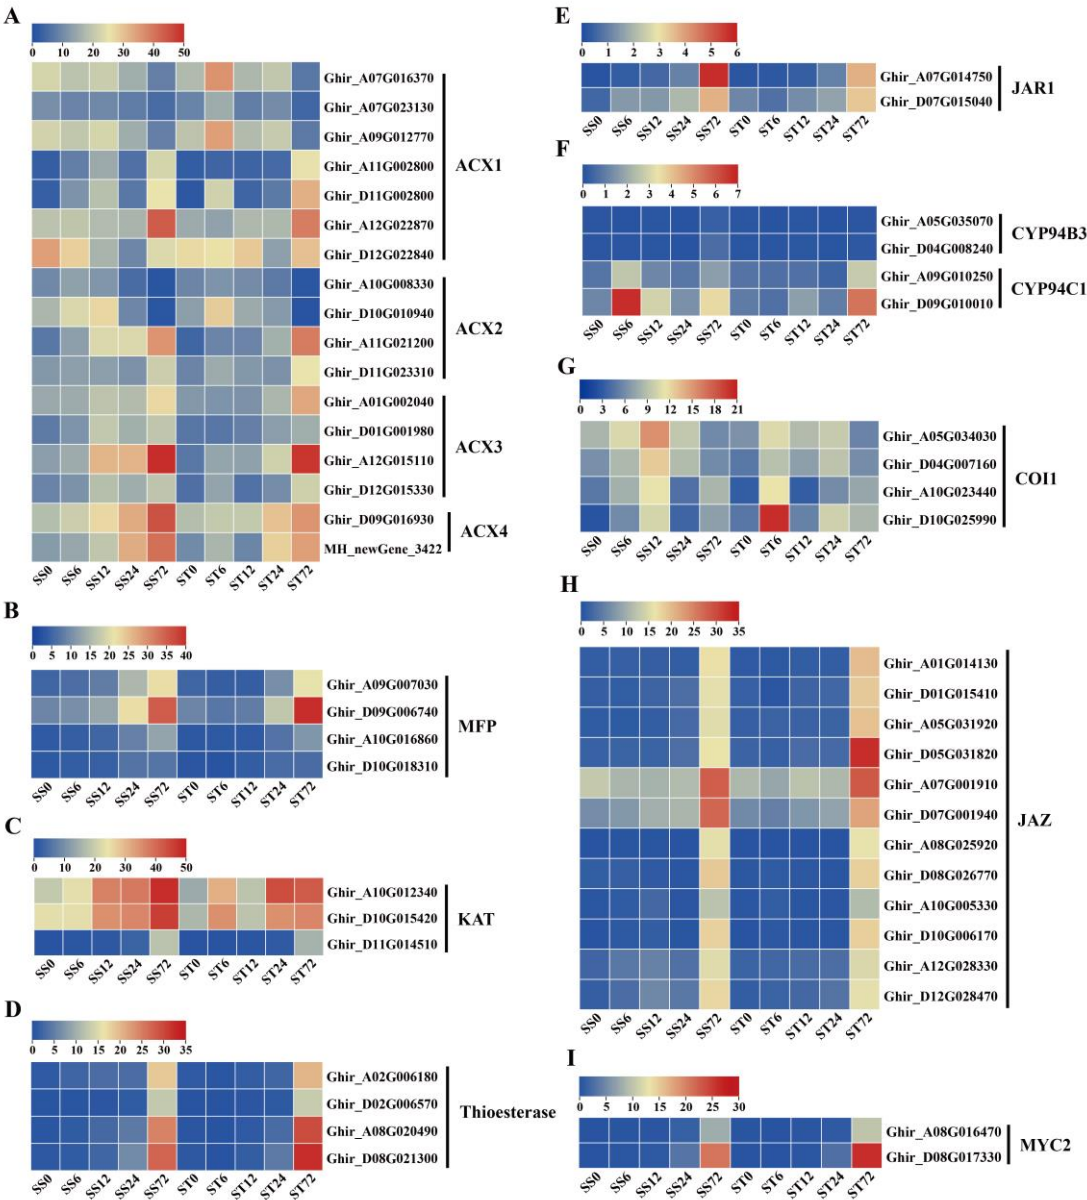 A
0 10 20 30 40 50
Ghir_A07G016370
Ghir_A07G023130
Ghir_A09G012770
Ghir_A11G002800
Ghir_D11G002800
Ghir_A12G022870
Ghir_D12G022840
ACX1
Ghir_A10G008330
Ghir_D10G010940
Ghir_A11G021200
Ghir_D11G023310
ACX2
Ghir_A01G002040
Ghir_D01G001980
Ghir_A12G015110
Ghir_D12G015330
ACX3
Ghir_D09G016930
MH_newGene_3422
ACX4
SS0 SS6 SS12 SS24 SS72 ST0 ST6 ST12 ST24 ST72
B
0 5 10 15 20 25 30 35 40
Ghir_A09G007030
Ghir_D09G006740
Ghir_A10G016860
Ghir_D10G018310
MFP
SS0 SS6 SS12 SS24 SS72 ST0 ST6 ST12 ST24 ST72
C
0 10 20 30 40 50
Ghir_A10G012340
Ghir_D10G015420
Ghir_D11G014510
KAT
SS0 SS6 SS12 SS24 SS72 ST0 ST6 ST12 ST24 ST72
D
0 5 10 15 20 25 30 35
Ghir_A02G006180
Ghir_D02G006570
Ghir_A08G020490
Ghir_D08G021300
Thioesterase
SS0 SS6 SS12 SS24 SS72 ST0 ST6 ST12 ST24 ST72
E
0 1 2 3 4 5 6
Ghir_A07G014750
Ghir_D07G015040
JAR1
SS0 SS6 SS12 SS24 SS72 ST0 ST6 ST12 ST24 ST72
F
0 1 2 3 4 5 6 7
Ghir_A05G035070
Ghir_D04G008240
CYP94B3
Ghir_A09G010250
Ghir_D09G010010
CYP94C1
SS0 SS6 SS12 SS24 SS72 ST0 ST6 ST12 ST24 ST72
G
0 3 6 9 12 15 18 21
Ghir_A05G034030
Ghir_D04G007160
Ghir_A10G023440
Ghir_D10G025990
COI1
SS0 SS6 SS12 SS24 SS72 ST0 ST6 ST12 ST24 ST72
H
0 5 10 15 20 25 30 35
Ghir_A01G014130
Ghir_D01G015410
Ghir_A05G031920
Ghir_D05G031820
Ghir_A07G001910
Ghir_D07G001940
Ghir_A08G025920
Ghir_D08G026770
Ghir_A10G005330
Ghir_D10G006170
Ghir_A12G028330
Ghir_D12G028470
JAZ
SS0 SS6 SS12 SS24 SS72 ST0 ST6 ST12 ST24 ST72
I
0 5 10 15 20 25 30
Ghir_A08G016470
Ghir_D08G017330
MYC2
SS0 SS6 SS12 SS24 SS72 ST0 ST6 ST12 ST24 ST72